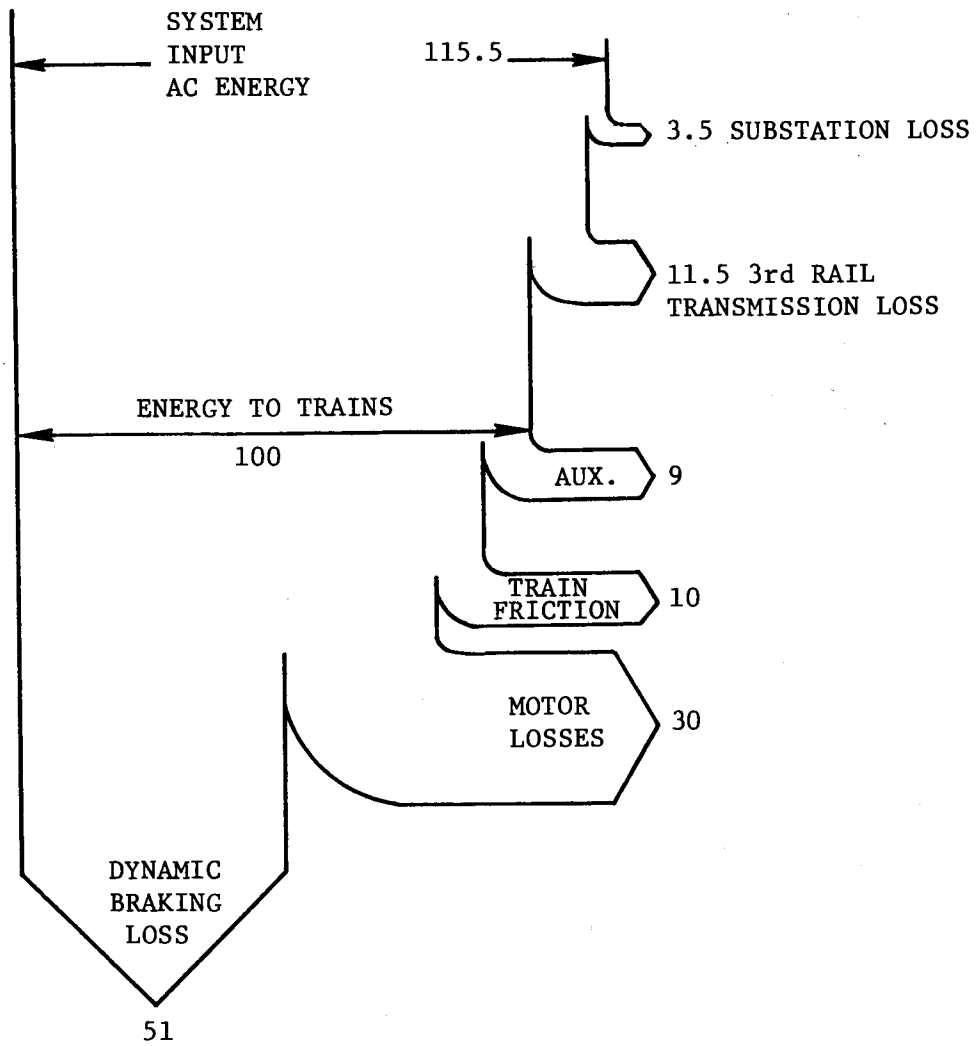 SYSTEM
INPUT
AC ENERGY
115.5
3.5 SUBSTATION LOSS
11.5 3rd RAIL
TRANSMISSION LOSS
ENERGY TO TRAINS
100
AUX.
9
TRAIN
FRICTION
10
MOTOR
LOSSES
30
DYNAMIC
BRAKING
LOSS
51